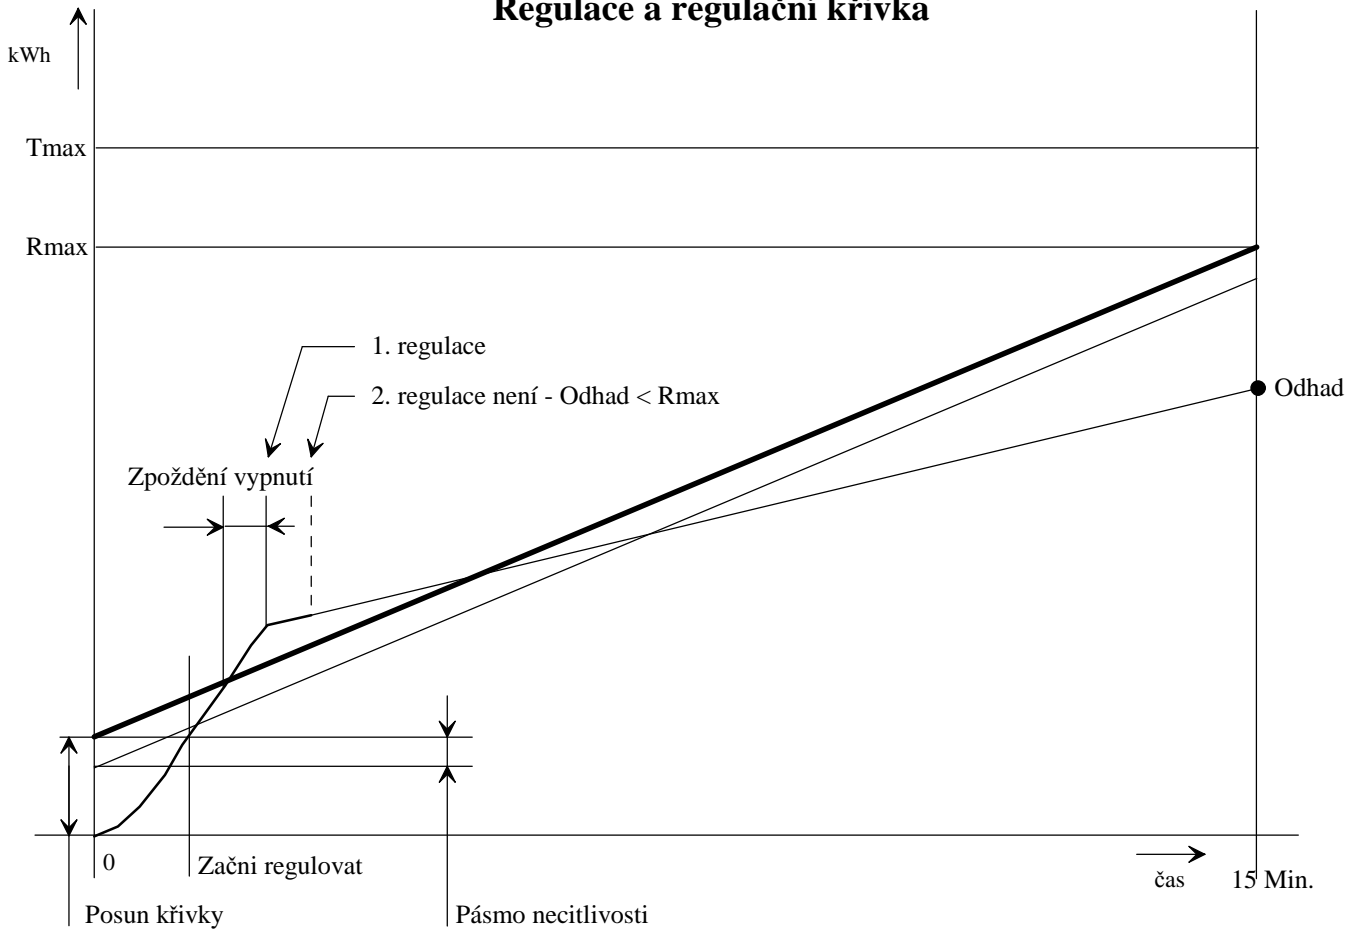 Regulace a regulační křivka
kWh
Tmax
Rmax
1. regulace
2. regulace není - Odhad < Rmax
Odhad
Zpoždění vypnutí
0
Začni regulovat
čas
15 Min.
Posun křivky
Pásmo necitlivosti